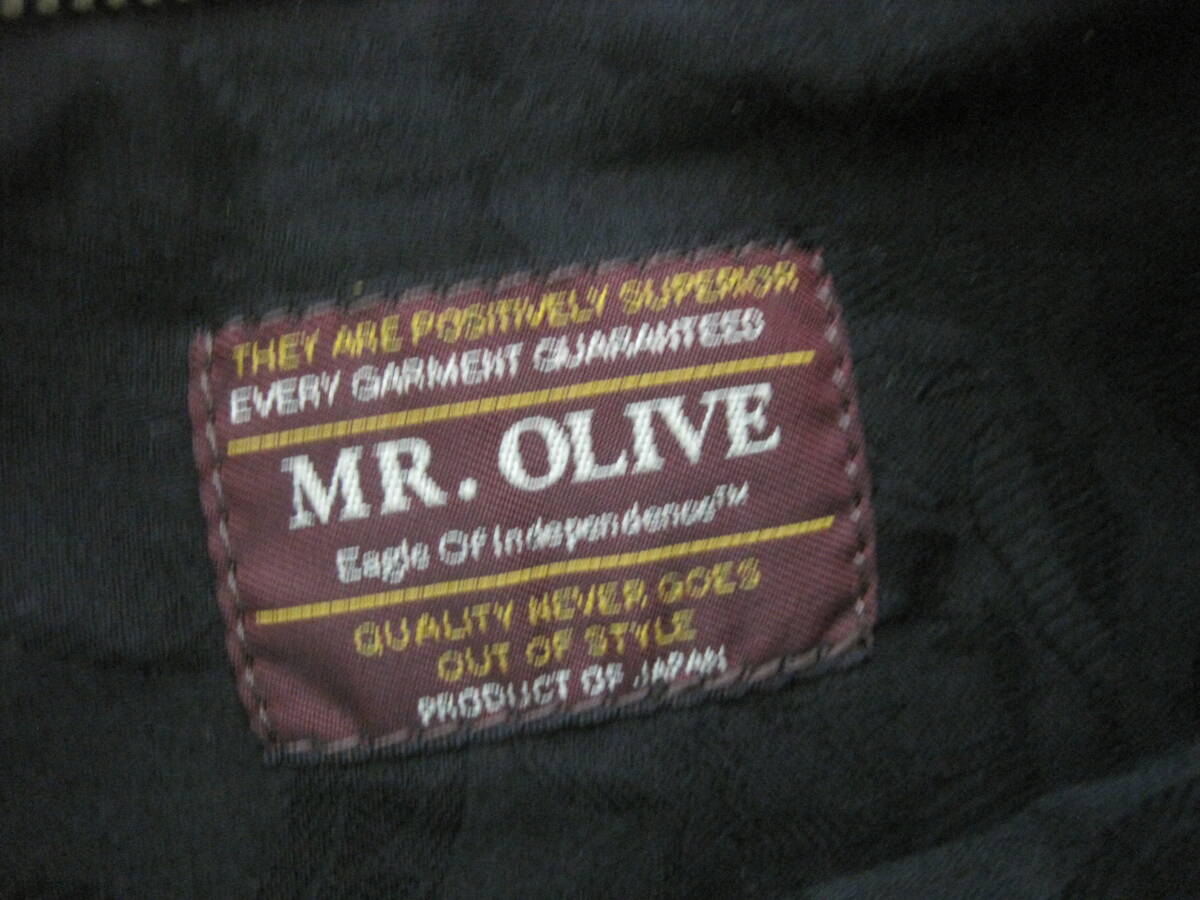 THEY ARE POSITIVELY SUPERIOR
EVERY GARMENT GUARANTEED
MR. OLIVE
Eagle Of Independence™
QUALITY NEVER GOES
OUT OF STYLE
PRODUCT OF JAPAN